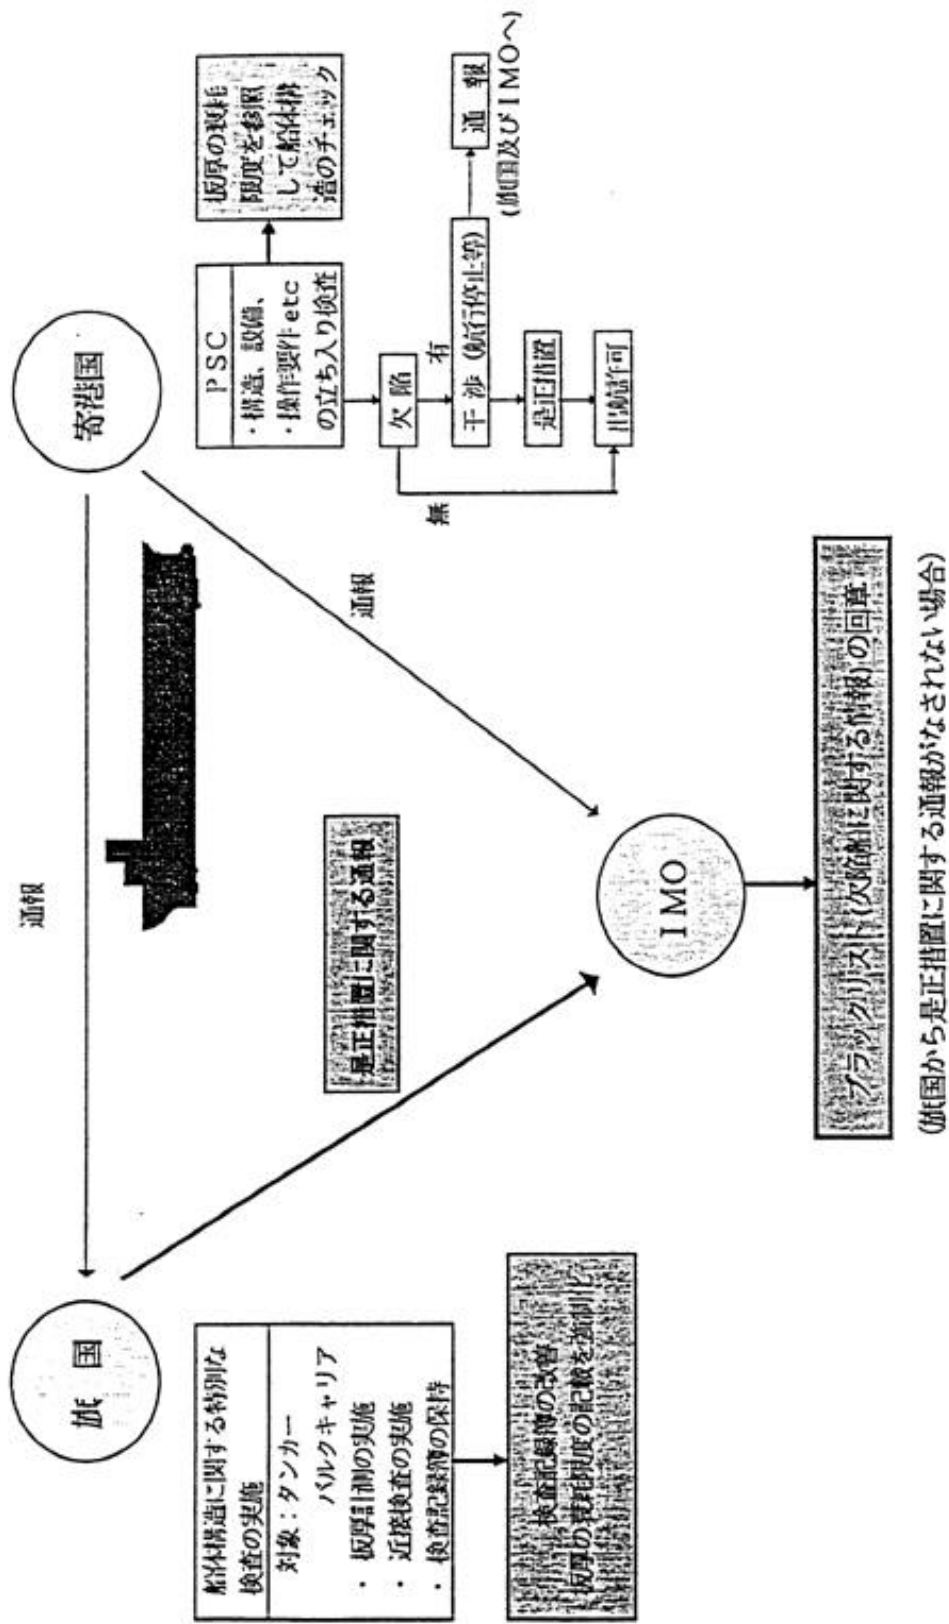 旗 国
船体構造に関する特別な
検査の実施
対象：タンカー
バルクキャリア
・ 板厚計測の実施
・ 近接検査の実施
・ 検査記録簿の保持
検査記録簿の改善
板厚の衰耗限度の記載を強制化
通報
是正措置に関する通報
通報
IMO
ブラックリスト(欠陥船に関する情報)の回章
(旗国から是正措置に関する通報がなされない場合)
寄港国
PSC
・構造、設備、
・操作要件etc
の立ち入り検査
板厚の衰耗
限度を参照
して船体構
造のチェック
欠 陥
有
無
干 渉 (航行停止等)
通 報
(旗国及びIMOへ)
是正措置
出航許可